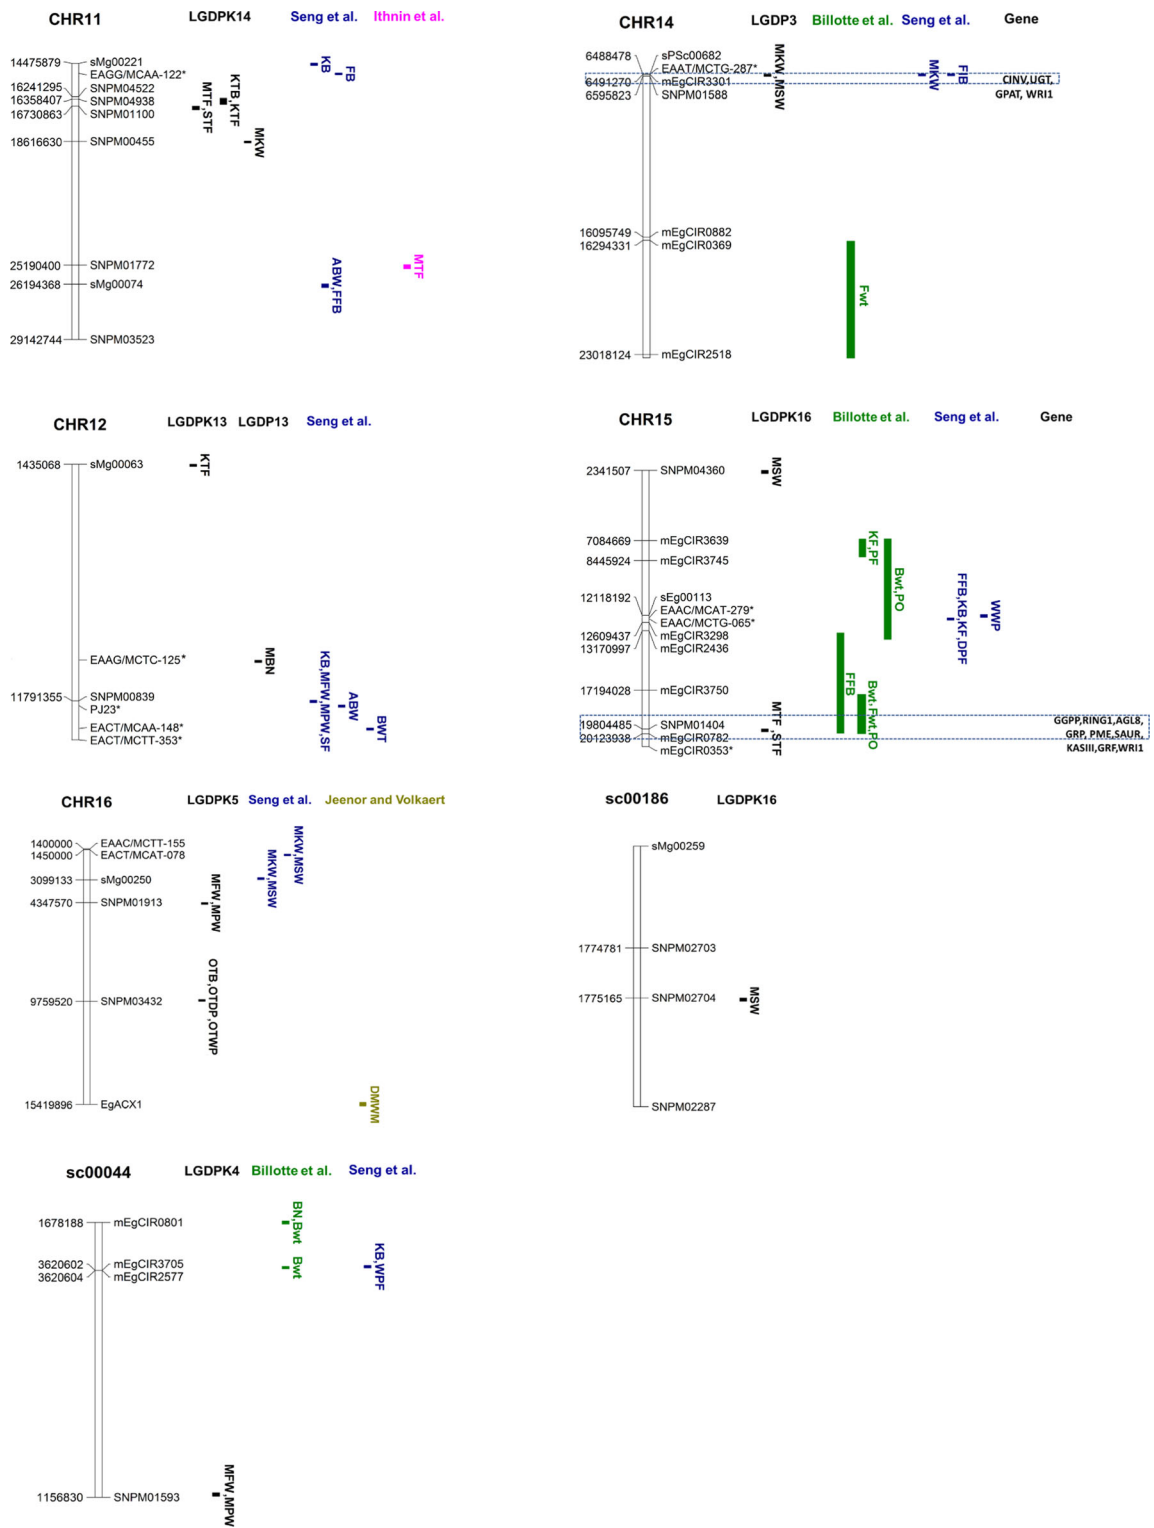 CHR11 LGDPK14 Seng et al. Ithnin et al.
14475879 sMg00221
EAGG/MCAA-122*
16241295 SNPM04522
16358407 SNPM04938
16730863 SNPM01100
18616630 SNPM00455
25190400 SNPM01772
26194368 sMg00074
29142744 SNPM03523
MTF,STF
KTB,KTF
MKW
KB
FB
ABW,FFB
MTF
CHR14 LGDP3 Billotte et al. Seng et al. Gene
6488478 sPSc00682
EAAT/MCTG-287*
6491270 mEgCIR3301
6595823 SNPM01588
16095749 mEgCIR0882
16294331 mEgCIR0369
23018124 mEgCIR2518
MKW,MSW
Fwt
MKW
FIB
CINV,UGT,
GPAT, WRI1
CHR12 LGDPK13 LGDP13 Seng et al.
1435068 sMg00063
EAAG/MCTC-125*
11791355 SNPM00839
PJ23*
EACT/MCAA-148*
EACT/MCTT-353*
KTF
MBN
KB,MFW,MPW,SF
ABW
BWT
CHR15 LGDPK16 Billotte et al. Seng et al. Gene
2341507 SNPM04360
7084669 mEgCIR3639
8445924 mEgCIR3745
12118192 sEg00113
EAAC/MCAT-279*
EAAC/MCTG-065*
12609437 mEgCIR3298
13170997 mEgCIR2436
17194028 mEgCIR3750
19804485 SNPM01404
20123938 mEgCIR0782
mEgCIR0353*
MSW
MTF,STF
FFB
KF,PF
Bwt,Fwt,PO
Bwt,PO
FFB,KB,KF,DPF
WWP
GGPP,RING1,AGL8,
GRP, PME,SAUR,
KASIII,GRF,WRI1
CHR16 LGDPK5 Seng et al. Jeenor and Volkaert
1400000 EAAC/MCTT-155
1450000 EACT/MCAT-078
3099133 sMg00250
4347570 SNPM01913
9759520 SNPM03432
15419896 EgACX1
MFW,MPW
OTB,OTDP,OTWP
MKW,MSW
MKW,MSW
DMWM
sc00186 LGDPK16
sMg00259
1774781 SNPM02703
1775165 SNPM02704
SNPM02287
MSW
sc00044 LGDPK4 Billotte et al. Seng et al.
1678188 mEgCIR0801
3620602 mEgCIR3705
3620604 mEgCIR2577
1156830 SNPM01593
MFW,MPW
BN,Bwt
Bwt
KB,WPF